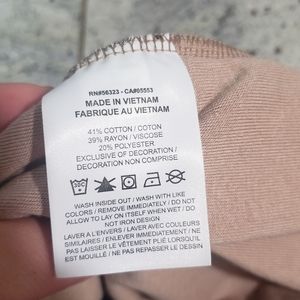 RN#56323 - CA#05553
MADE IN VIETNAM
FABRIQUE AU VIETNAM
41% COTTON / COTON
39% RAYON / VISCOSE
20% POLYESTER
EXCLUSIVE OF DECORATION /
DECORATION NON COMPRISE
WASH INSIDE OUT / WASH WITH LIKE
COLORS / REMOVE IMMEDIATELY / DO NOT
ALLOW TO LAY ON ITSELF WHEN WET / DO
NOT IRON DESIGN
LAVER A L'ENVERS / LAVER AVEC COULEURS
SIMILAIRES / ENLEVER IMMEDIATEMENT / NE
PAS LAISSER LE VÊTEMENT PLIÉ LORSQU'IL
EST MOUILLÉ / NE PAS REPASSER LE DESSIN